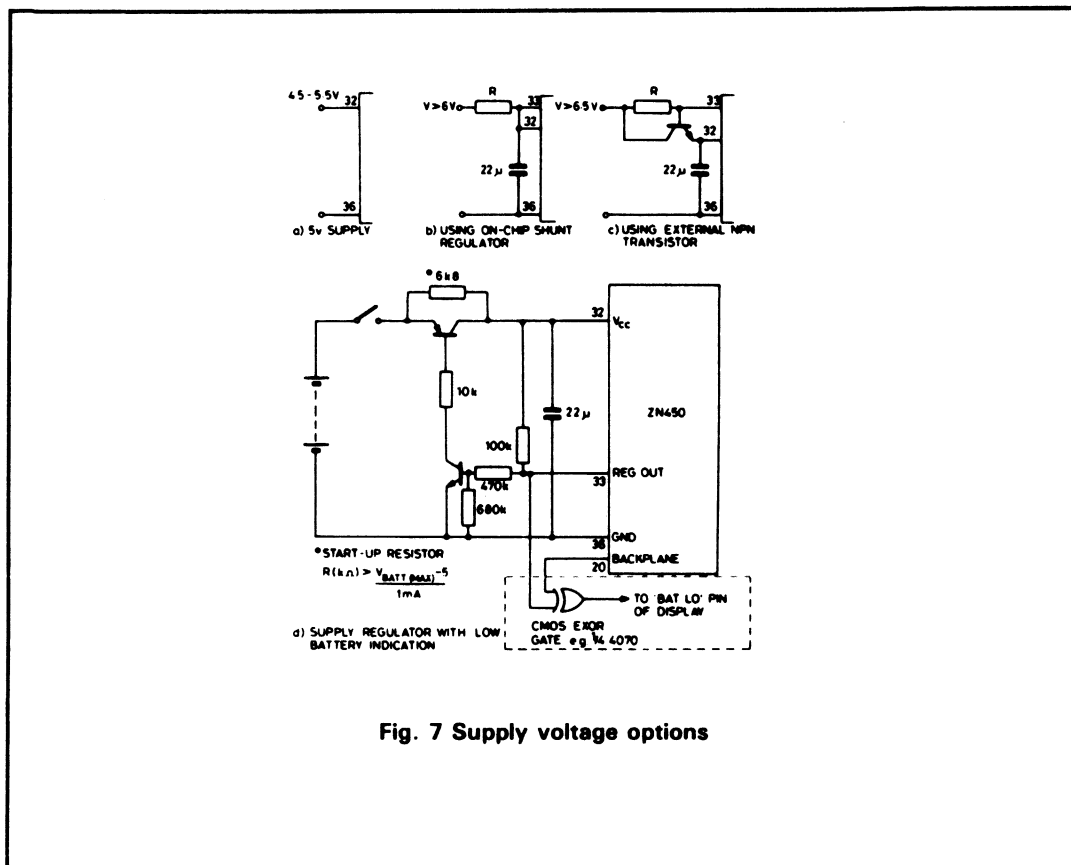 4.5-5.5V
32
36
a) 5v SUPPLY
V>6V
R
33
32
22μ
36
b) USING ON-CHIP SHUNT
REGULATOR
V>6.5V
R
33
32
22μ
36
c) USING EXTERNAL NPN
TRANSISTOR
* 6k8
10k
100k
22μ
470k
680k
32
VCC
ZN450
REG OUT
33
GND
36
BACKPLANE
20
* START-UP RESISTOR
R(kΩ) > VBATT(MAX)-5
1mA
TO 'BAT LO' PIN
OF DISPLAY
CMOS EXOR
GATE e.g. ¼ 4070
d) SUPPLY REGULATOR WITH LOW
BATTERY INDICATION
Fig. 7 Supply voltage options